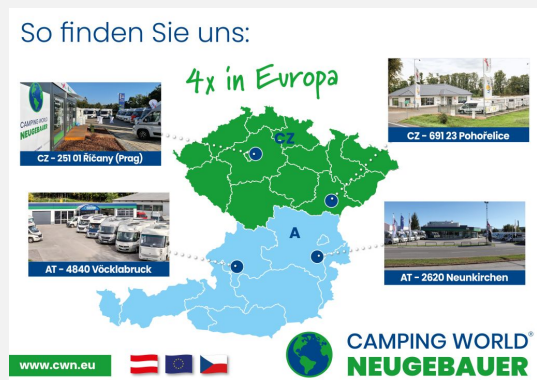 So finden Sie uns:
4x in Europa
CAMPING WORLD
NEUGEBAUER
CZ - 251 01 Říčany (Prag)
CZ - 691 23 Pohořelice
CZ
AT - 4840 Vöcklabruck
A
AT - 2620 Neunkirchen
www.cwn.eu
CAMPING WORLD®
NEUGEBAUER